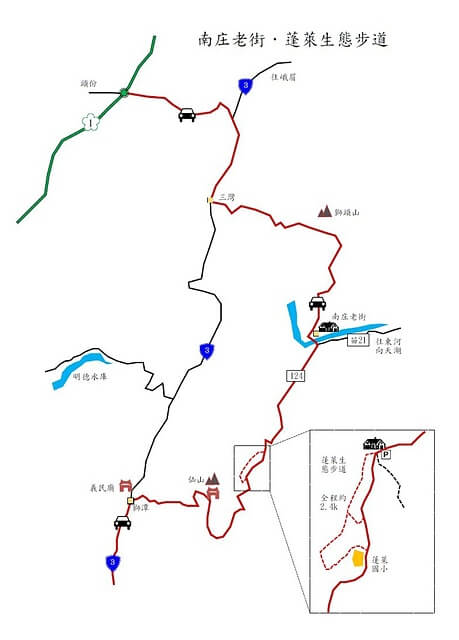 南庄老街·蓬萊生態步道
頭份
3
往峨眉
1
三灣
獅頭山
南庄老街
苗21
往東河
向天湖
3
124
明德水庫
義民廟
仙山
獅潭
3
P
蓬萊生
態步道
全程約
2.4k
蓬萊
國小